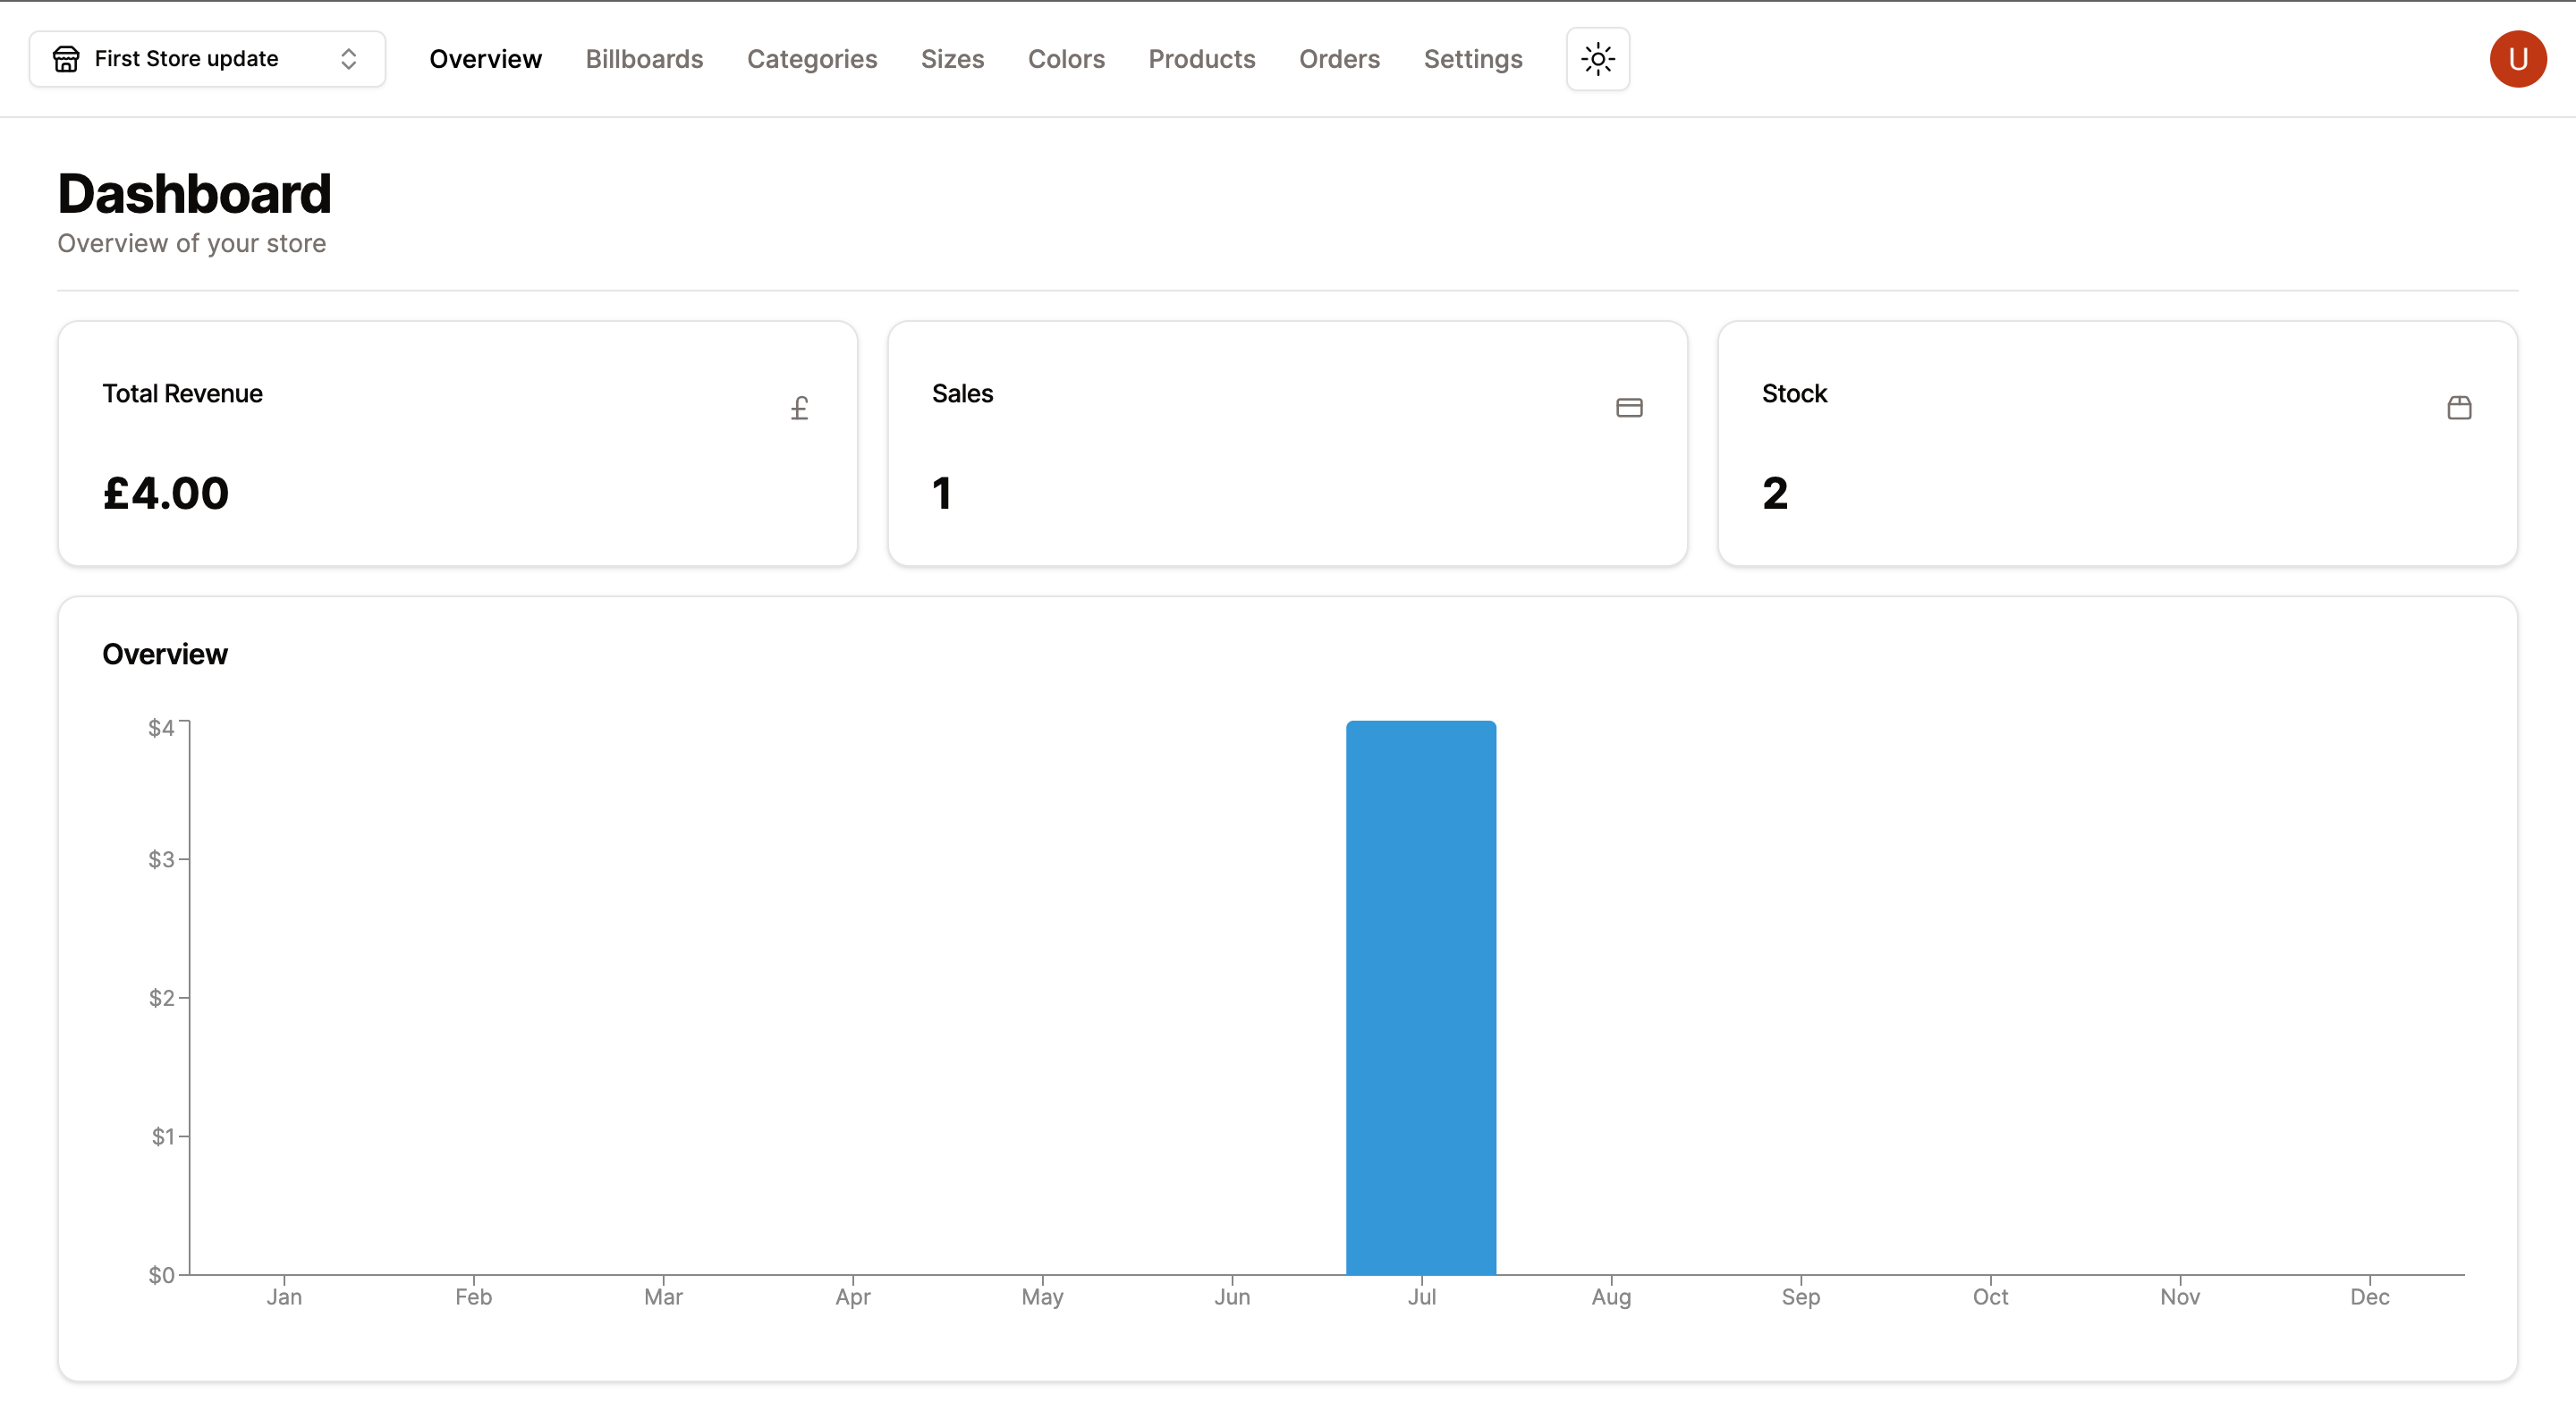 First Store update Overview Billboards Categories Sizes Colors Products Orders Settings U
Dashboard
Overview of your store
Total Revenue £
£4.00
Sales
1
Stock
2
Overview
$4
$3
$2
$1
$0
Jan Feb Mar Apr May Jun Jul Aug Sep Oct Nov Dec